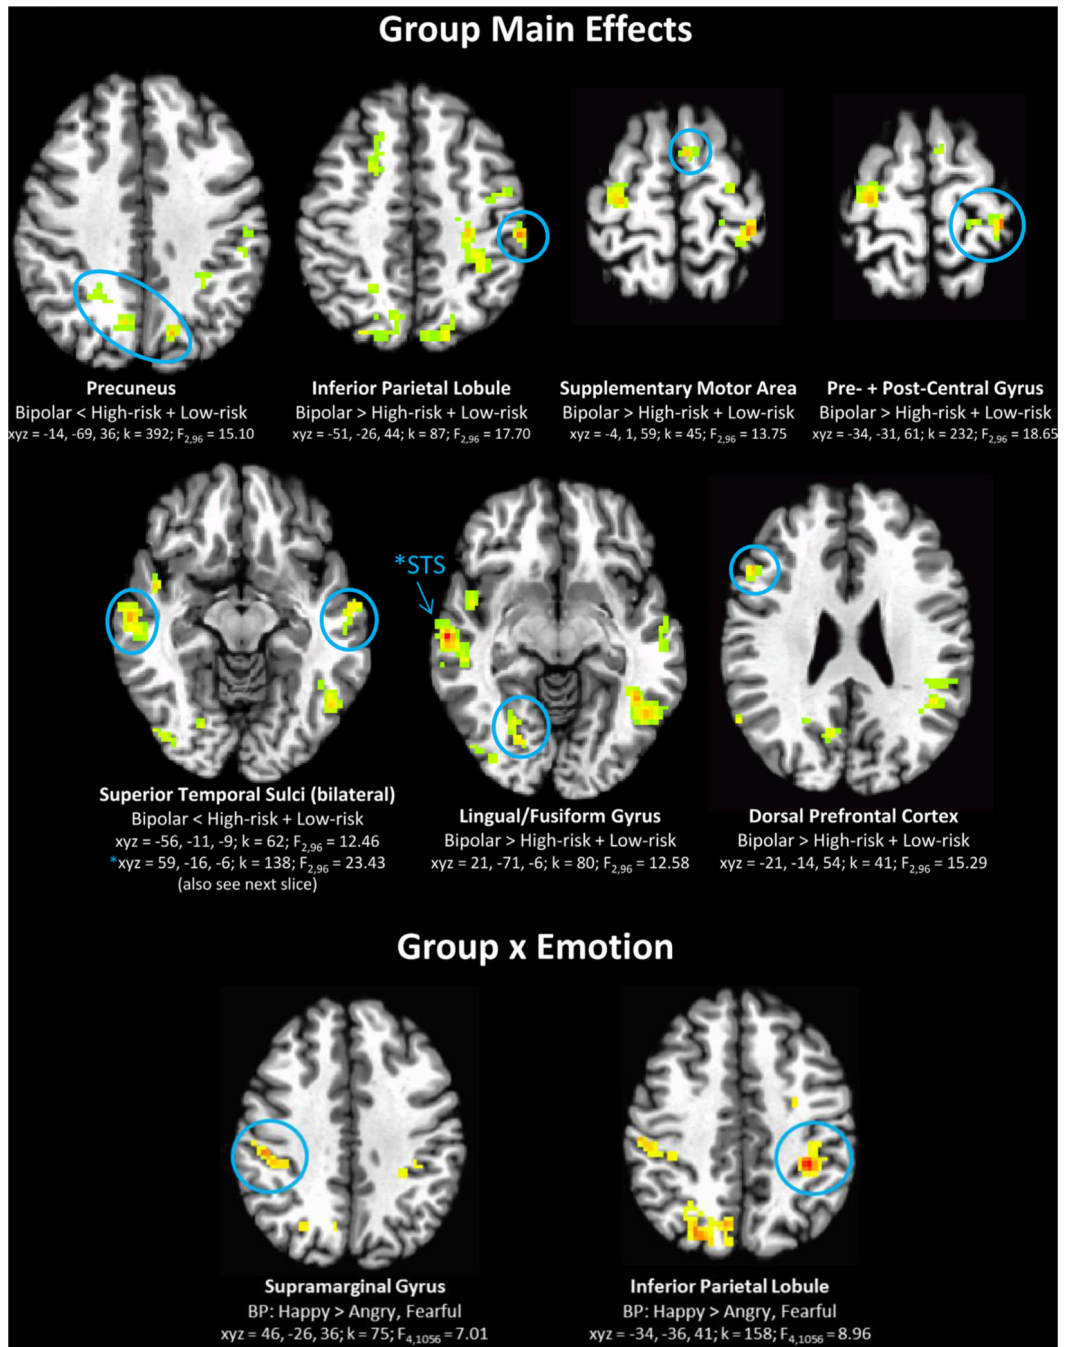 Group Main Effects
Precuneus
Bipolar < High-risk + Low-risk
xyz = -14, -69, 36; k = 392; F2,96 = 15.10
Inferior Parietal Lobule
Bipolar > High-risk + Low-risk
xyz = -51, -26, 44; k = 87; F2,96 = 17.70
Supplementary Motor Area
Bipolar > High-risk + Low-risk
xyz = -4, 1, 59; k = 45; F2,96 = 13.75
Pre- + Post-Central Gyrus
Bipolar > High-risk + Low-risk
xyz = -34, -31, 61; k = 232; F2,96 = 18.65
*STS
Superior Temporal Sulci (bilateral)
Bipolar < High-risk + Low-risk
xyz = -56, -11, -9; k = 62; F2,96 = 12.46
*xyz = 59, -16, -6; k = 138; F2,96 = 23.43
(also see next slice)
Lingual/Fusiform Gyrus
Bipolar > High-risk + Low-risk
xyz = 21, -71, -6; k = 80; F2,96 = 12.58
Dorsal Prefrontal Cortex
Bipolar > High-risk + Low-risk
xyz = -21, -14, 54; k = 41; F2,96 = 15.29
Group x Emotion
Supramarginal Gyrus
BP: Happy > Angry, Fearful
xyz = 46, -26, 36; k = 75; F4,1056 = 7.01
Inferior Parietal Lobule
BP: Happy > Angry, Fearful
xyz = -34, -36, 41; k = 158; F4,1056 = 8.96